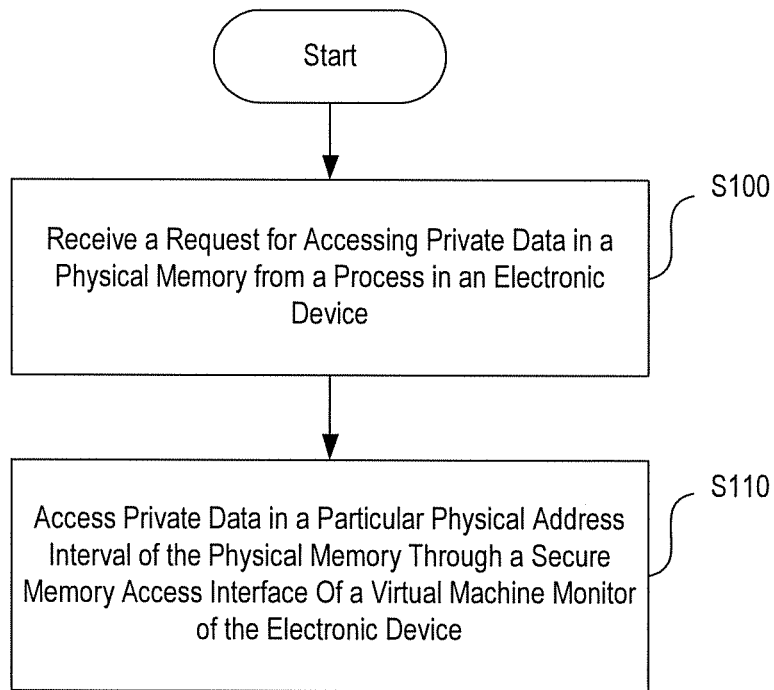 Start
S100
Receive a Request for Accessing Private Data in a
Physical Memory from a Process in an Electronic
Device
S110
Access Private Data in a Particular Physical Address
Interval of the Physical Memory Through a Secure
Memory Access Interface Of a Virtual Machine Monitor
of the Electronic Device